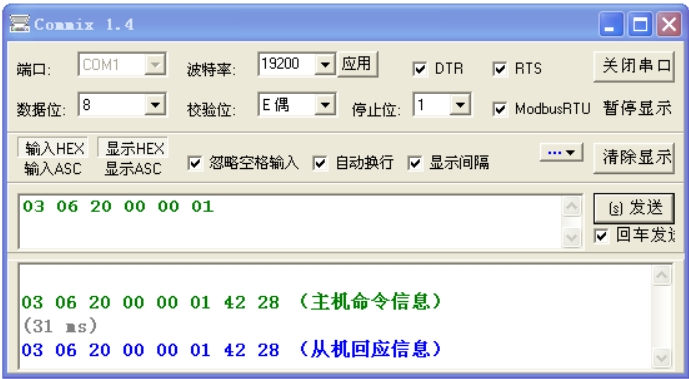 Commix 1.4
端口: COM1 波特率: 19200 应用 DTR RTS 关闭串口
数据位: 8 校验位: E偶 停止位: 1 ModbusRTU 暂停显示
输入HEX 显示HEX
输入ASC 显示ASC 忽略空格输入 自动换行 显示间隔 ... 清除显示
03 06 20 00 00 01 (s) 发送
回车发送
03 06 20 00 00 01 42 28 (主机命令信息)
(31 ms)
03 06 20 00 00 01 42 28 (从机回应信息)